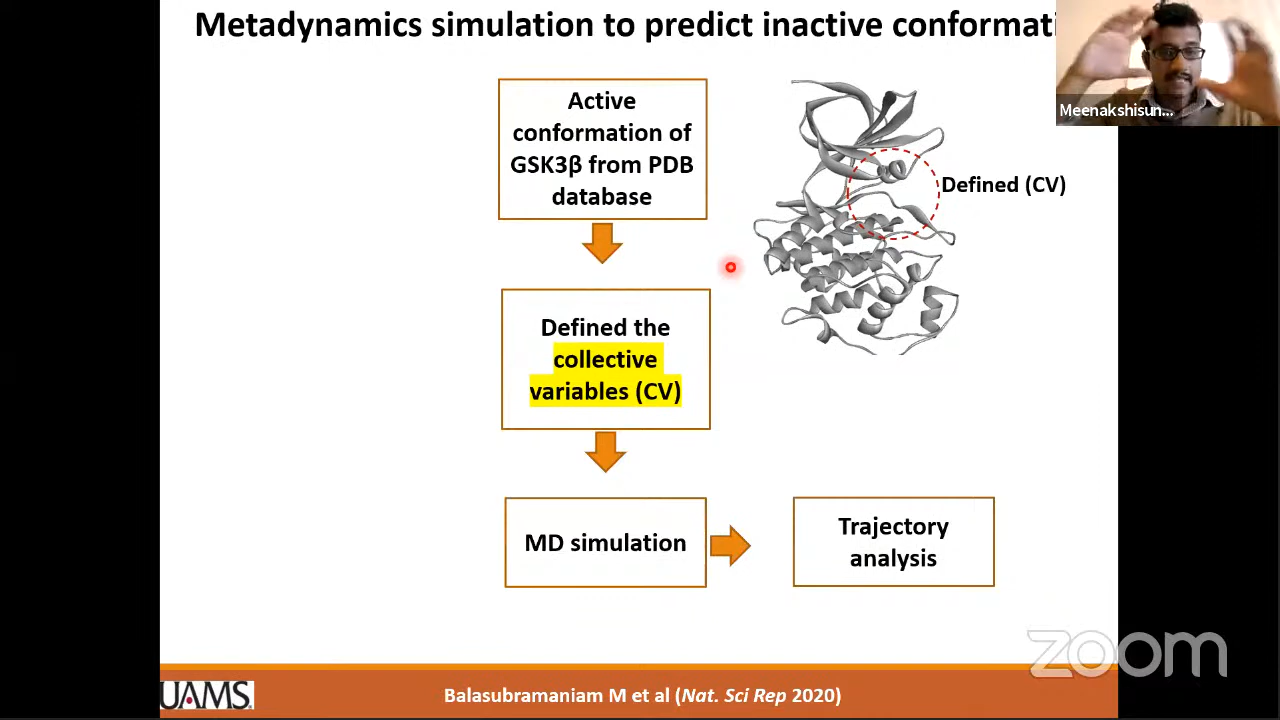 Metadynamics simulation to predict inactive conformati
Meenakshisun...
Active
conformation of
GSK3β from PDB
database
Defined (CV)
Defined the
collective
variables (CV)
MD simulation
Trajectory
analysis
zoom
UAMS
Balasubramaniam M et al (Nat. Sci Rep 2020)